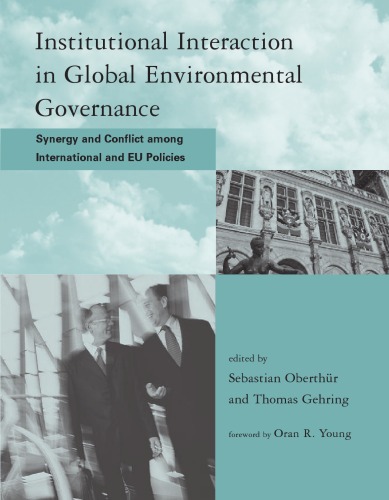 Institutional Interaction
in Global Environmental
Governance
Synergy and Conflict among
International and EU Policies
edited by
Sebastian Oberthür
and Thomas Gehring
foreword by Oran R. Young